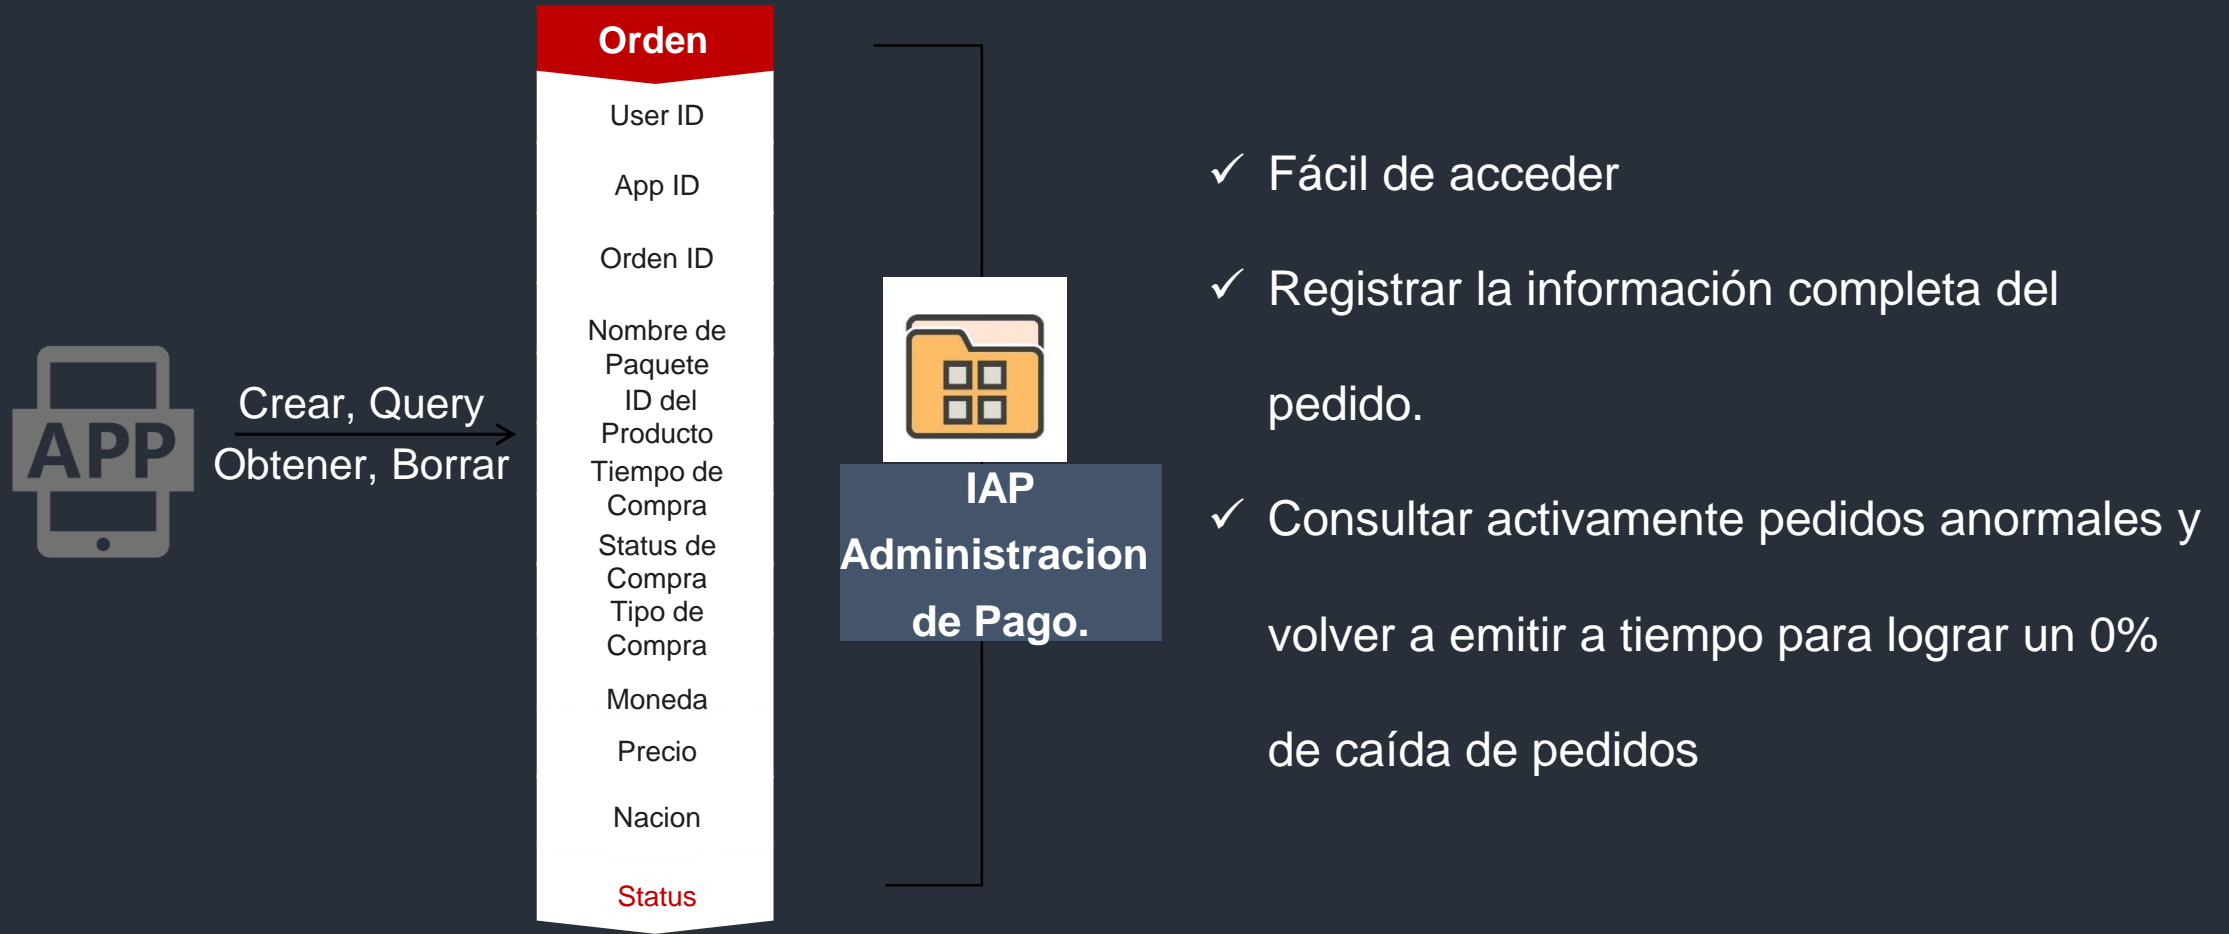 APP
Crear, Query
Obtener, Borrar
Orden
User ID
App ID
Orden ID
Nombre de
Paquete
ID del
Producto
Tiempo de
Compra
Status de
Compra
Tipo de
Compra
Moneda
Precio
Nacion
Status
IAP
Administracion
de Pago.
✓ Fácil de acceder
✓ Registrar la información completa del
pedido.
✓ Consultar activamente pedidos anormales y
volver a emitir a tiempo para lograr un 0%
de caída de pedidos